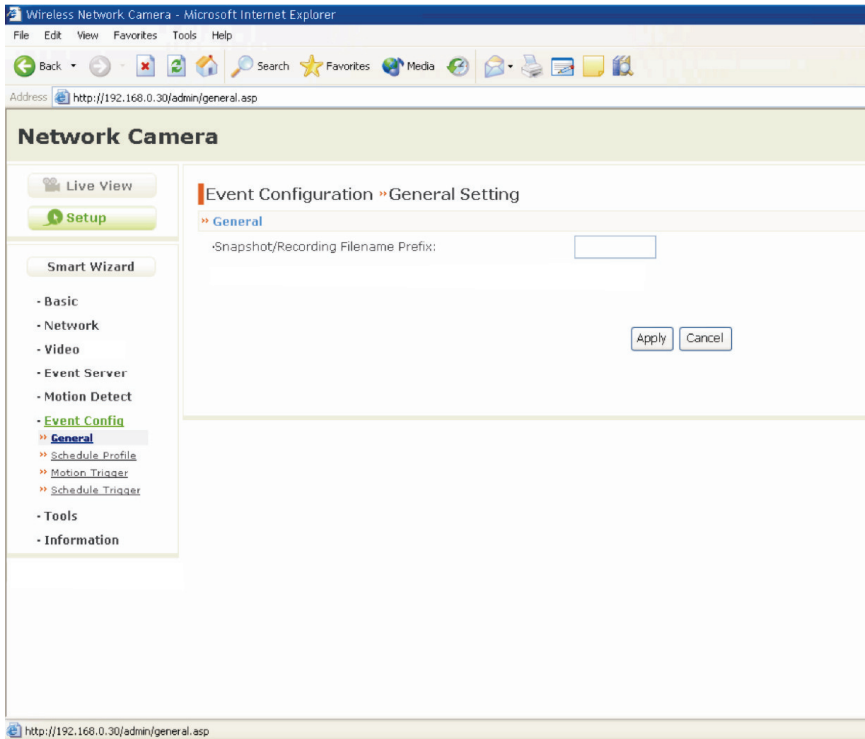 Wireless Network Camera - Microsoft Internet Explorer
File Edit View Favorites Tools Help
Back Search Favorites Media
Address http://192.168.0.30/admin/general.asp
Network Camera
Live View
Setup
Smart Wizard
· Basic
· Network
· Video
· Event Server
· Motion Detect
· Event Config
» General
» Schedule Profile
» Motion Trigger
» Schedule Trigger
· Tools
· Information
Event Configuration » General Setting
» General
·Snapshot/Recording Filename Prefix:
Apply Cancel
http://192.168.0.30/admin/general.asp